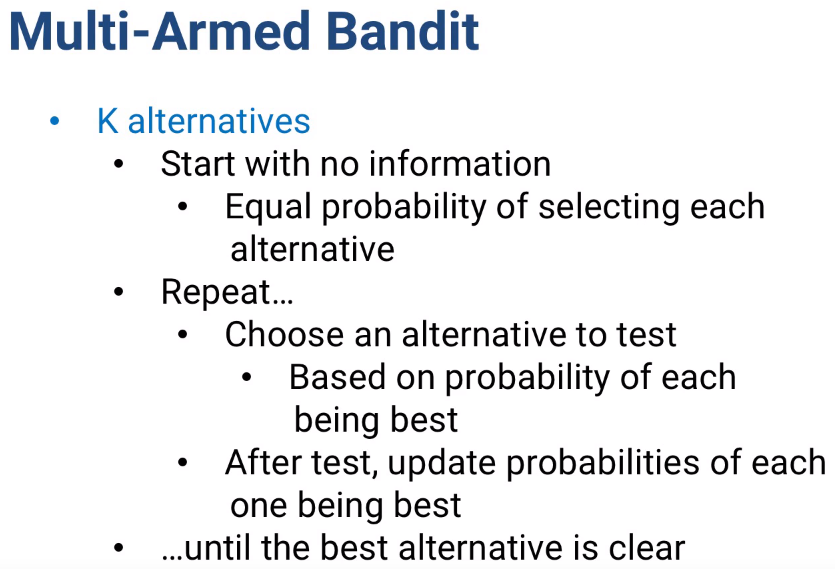 Multi-Armed Bandit
• K alternatives
• Start with no information
• Equal probability of selecting each
alternative
• Repeat…
• Choose an alternative to test
• Based on probability of each
being best
• After test, update probabilities of each
one being best
• …until the best alternative is clear